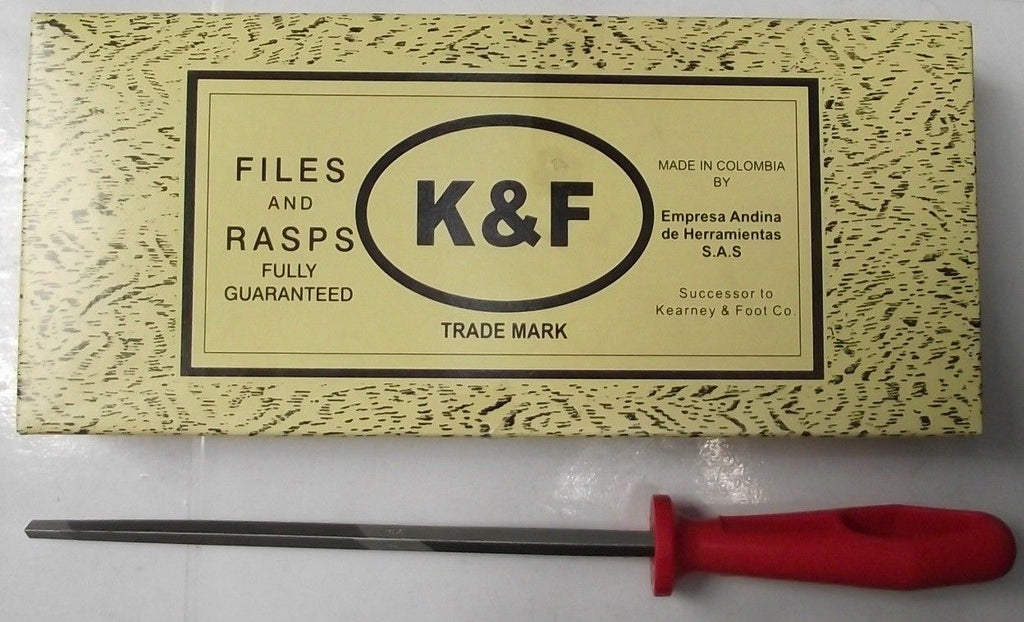 FILES
AND
RASPS
FULLY
GUARANTEED
K&F
TRADE MARK
MADE IN COLOMBIA
BY
Empresa Andina
de Herramientas
S.A.S
Successor to
Kearney & Foot Co.